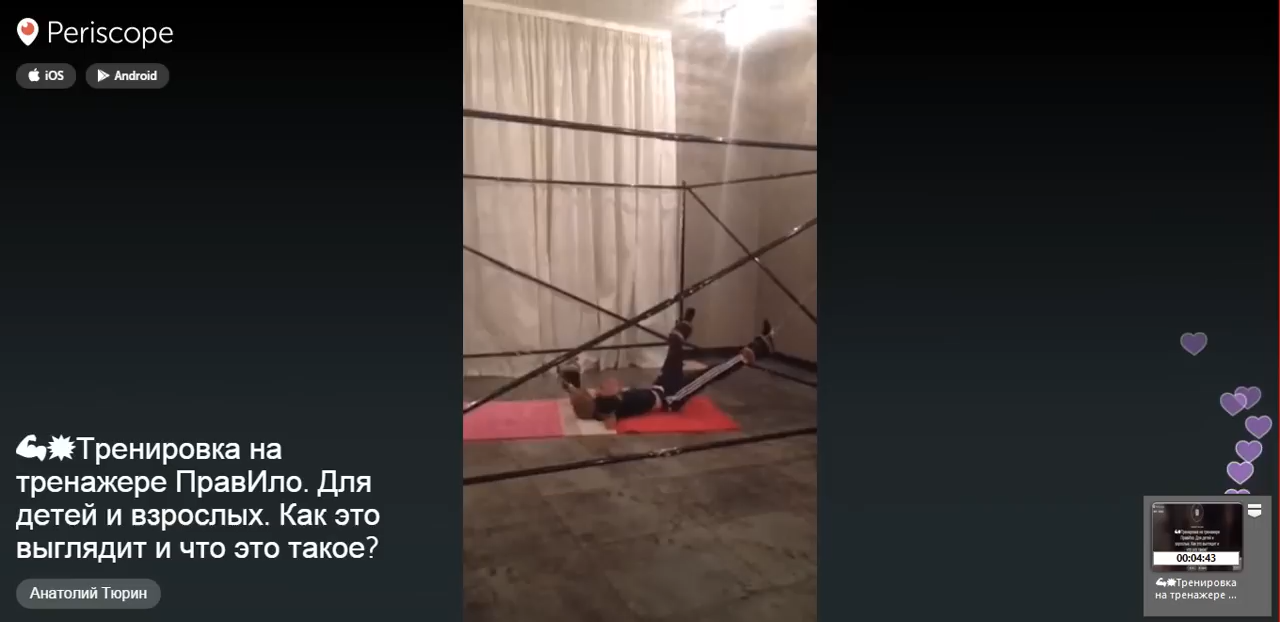 Periscope
iOS
Android
Тренировка на
тренажере ПравИло. Для
детей и взрослых. Как это
выглядит и что это такое?
Анатолий Тюрин
00:04:43
Тренировка
на тренажере ...